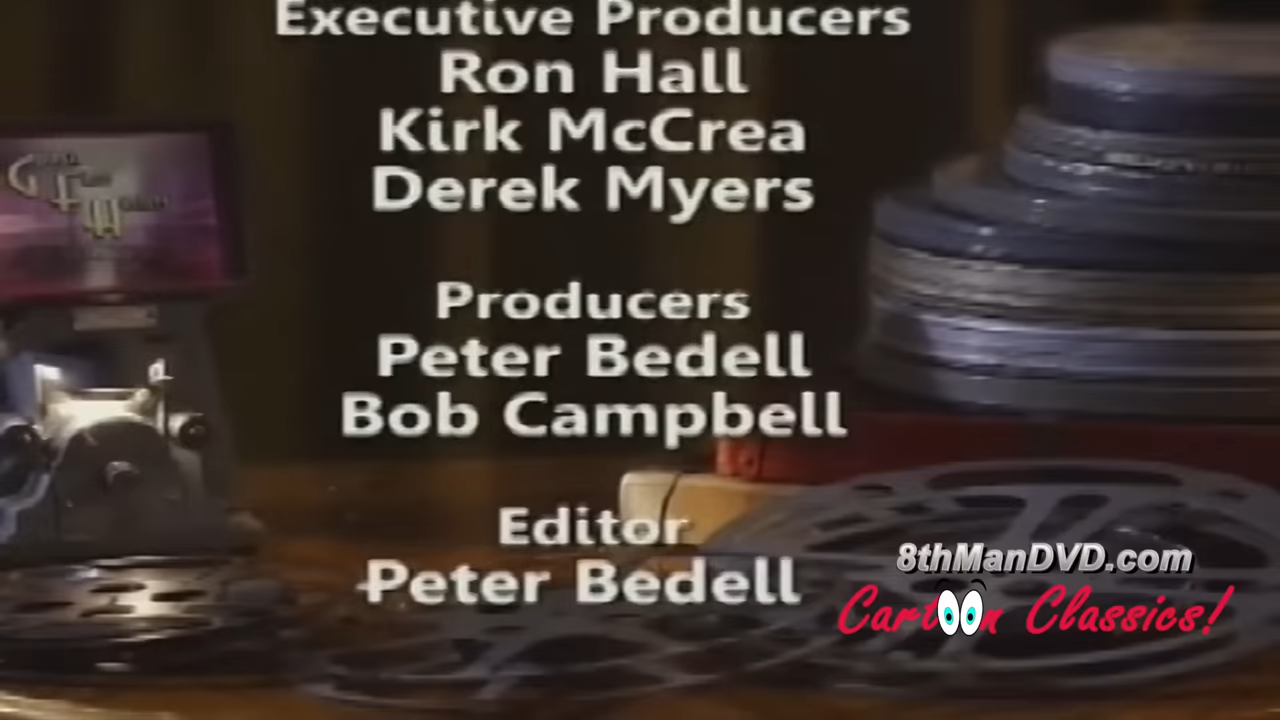 Executive Producers
Ron Hall
Kirk McCrea
Derek Myers
Producers
Peter Bedell
Bob Campbell
Editor
Peter Bedell
8thManDVD.com
Cartoon Classics!